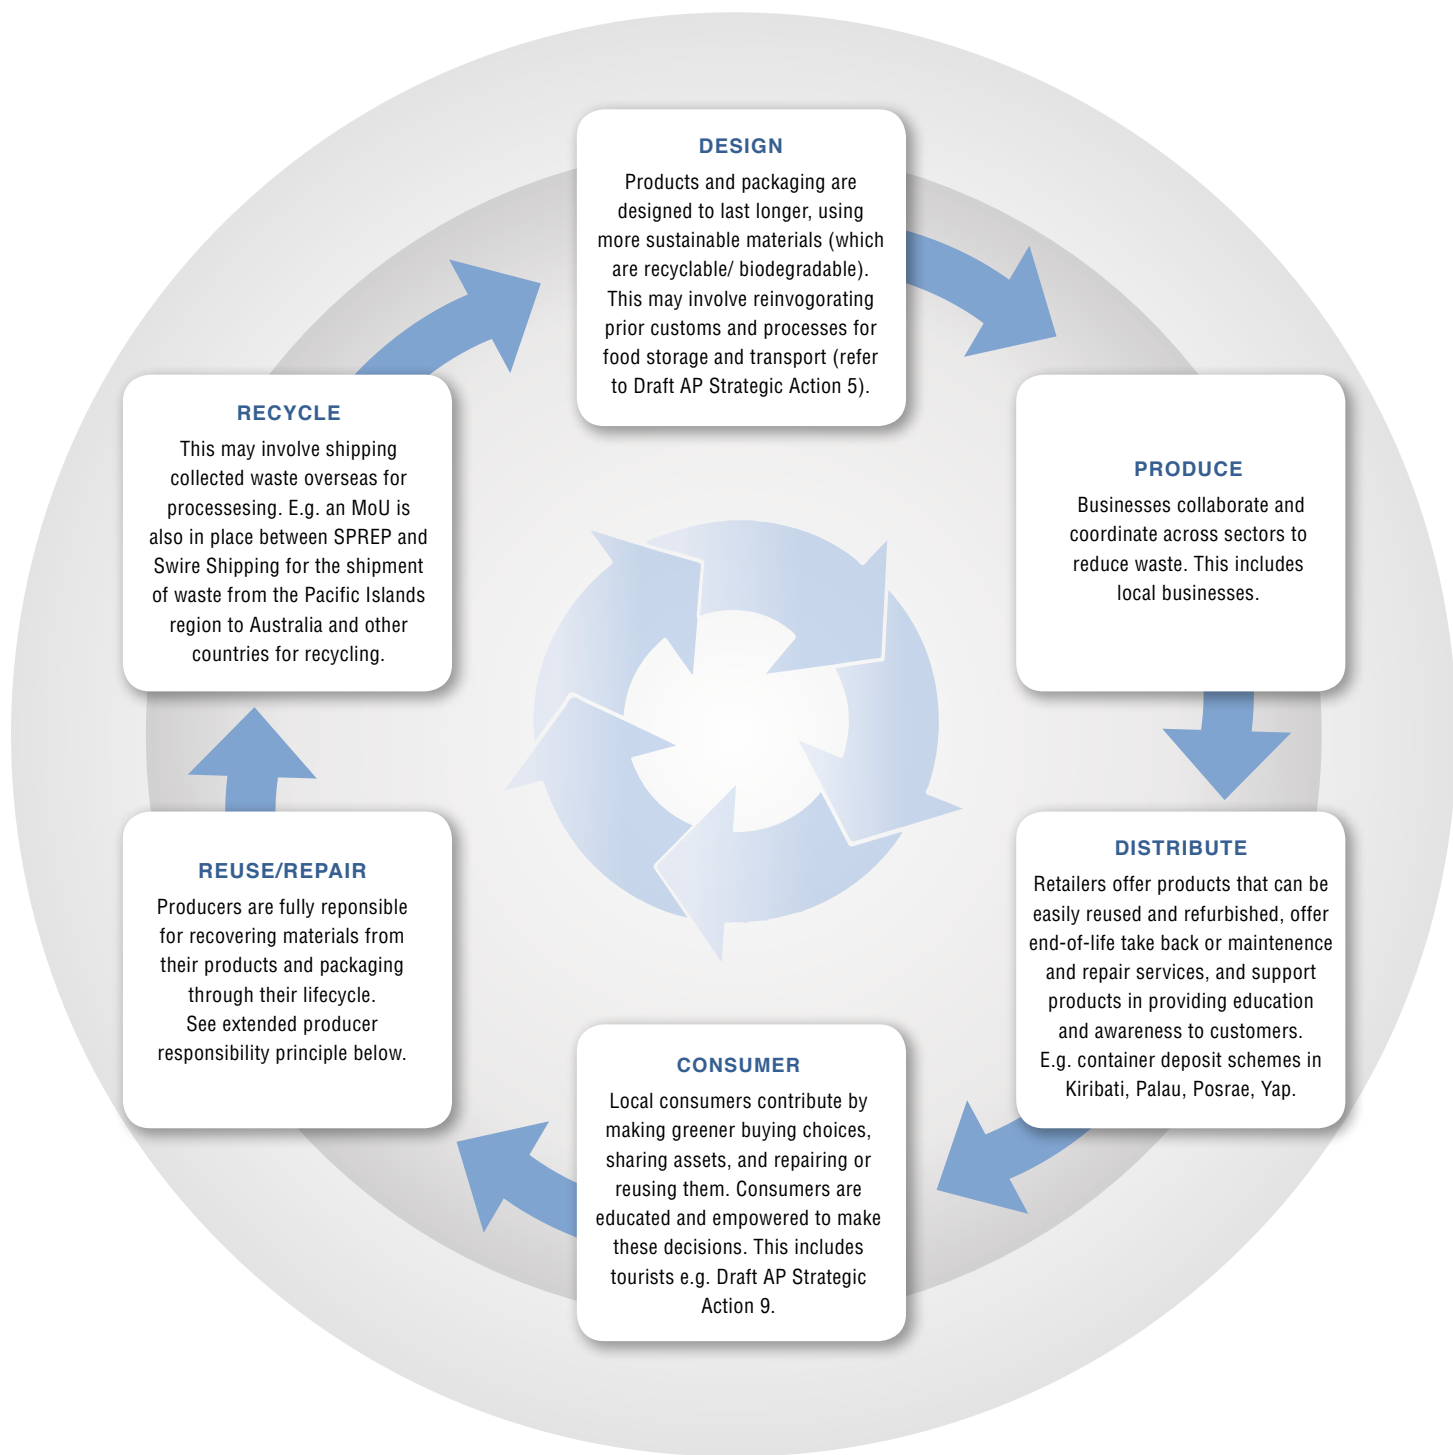 DESIGN
Products and packaging are
designed to last longer, using
more sustainable materials (which
are recyclable/ biodegradable).
This may involve reinvogorating
prior customs and processes for
food storage and transport (refer
to Draft AP Strategic Action 5).
PRODUCE
Businesses collaborate and
coordinate across sectors to
reduce waste. This includes
local businesses.
DISTRIBUTE
Retailers offer products that can be
easily reused and refurbished, offer
end-of-life take back or maintenence
and repair services, and support
products in providing education
and awareness to customers.
E.g. container deposit schemes in
Kiribati, Palau, Posrae, Yap.
CONSUMER
Local consumers contribute by
making greener buying choices,
sharing assets, and repairing or
reusing them. Consumers are
educated and empowered to make
these decisions. This includes
tourists e.g. Draft AP Strategic
Action 9.
REUSE/REPAIR
Producers are fully reponsible
for recovering materials from
their products and packaging
through their lifecycle.
See extended producer
responsibility principle below.
RECYCLE
This may involve shipping
collected waste overseas for
processesing. E.g. an MoU is
also in place between SPREP and
Swire Shipping for the shipment
of waste from the Pacific Islands
region to Australia and other
countries for recycling.